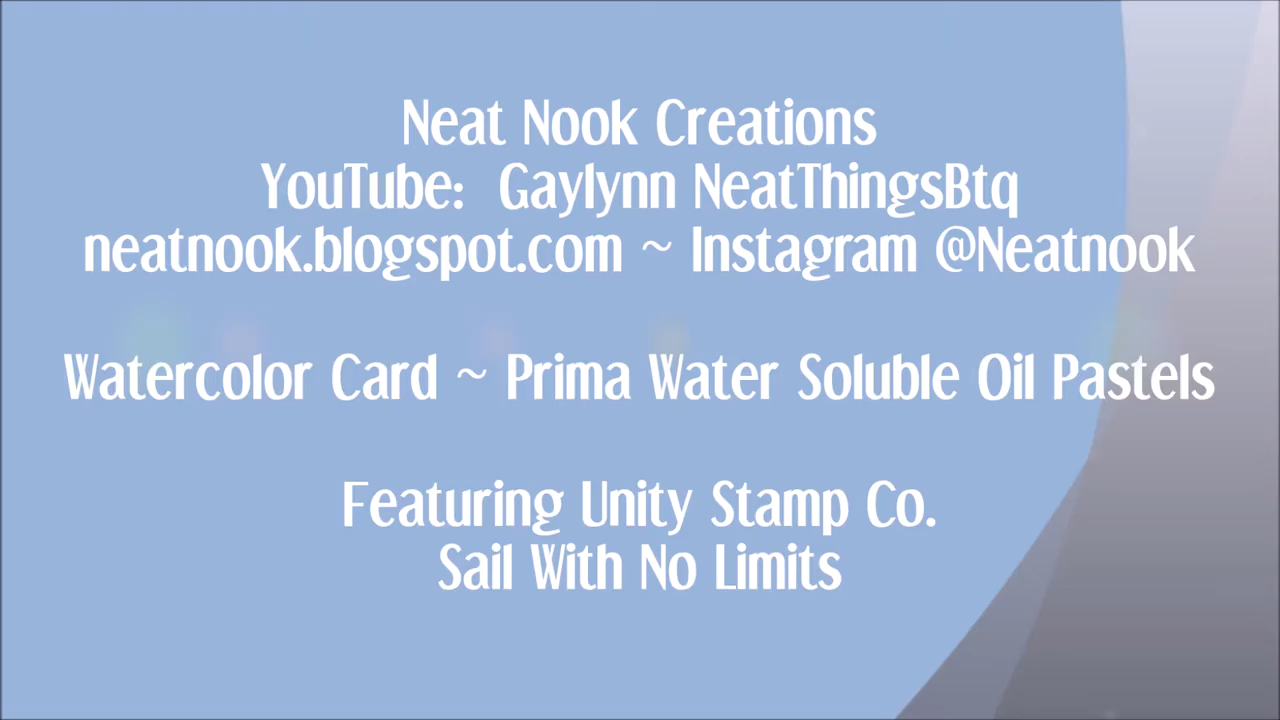 Neat Nook Creations
YouTube: Gaylynn NeatThingsBtq
neatnook.blogspot.com ~ Instagram @Neatnook
Watercolor Card ~ Prima Water Soluble Oil Pastels
Featuring Unity Stamp Co.
Sail With No Limits